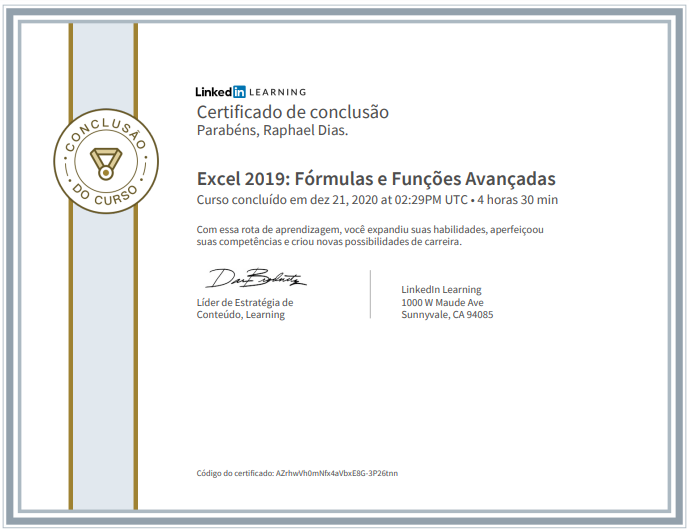 LinkedIn LEARNING
Certificado de conclusão
Parabéns, Raphael Dias.
CONCLUSÃO
DO CURSO
Excel 2019: Fórmulas e Funções Avançadas
Curso concluído em dez 21, 2020 at 02:29PM UTC • 4 horas 30 min
Com essa rota de aprendizagem, você expandiu suas habilidades, aperfeiçoou
suas competências e criou novas possibilidades de carreira.
Líder de Estratégia de
Conteúdo, Learning
LinkedIn Learning
1000 W Maude Ave
Sunnyvale, CA 94085
Código do certificado: AZrhwVh0mNfx4aVbxE8G-3P26tnn